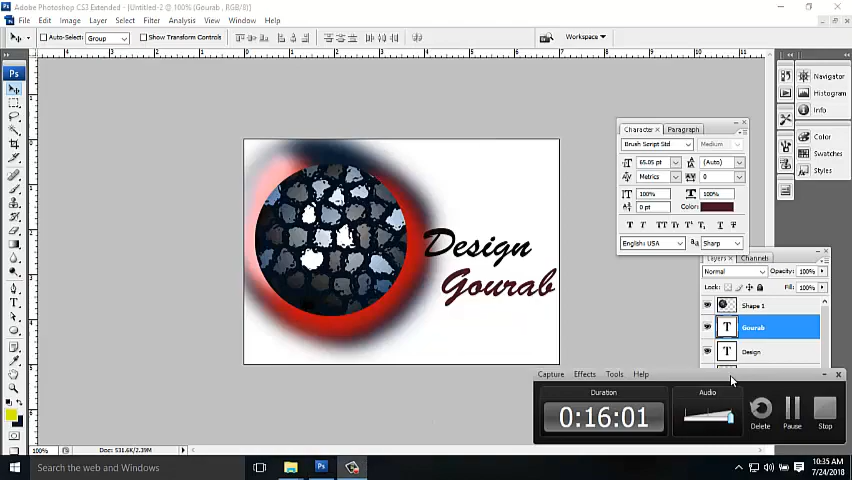 Adobe Photoshop CS3 Extended - [Untitled-2 @ 100% (Gourab , RGB/8)]
File Edit Image Layer Select Filter Analysis View Window Help
Auto-Select: Group Show Transform Controls
Workspace
Ps
Design
Gourab
Character Paragraph
Brush Script Std Medium
65.05 pt (Auto)
Metrics 0
100% 100%
0 pt Color:
English: USA Sharp
Navigator
Histogram
Info
Color
Swatches
Styles
Layers Channels
Normal Opacity: 100%
Lock: Fill: 100%
Shape 1
Gourab
Design
Capture Effects Tools Help
Duration
0:16:01
Audio
Delete Pause Stop
100% Doc: 531.6K/2.39M
Search the web and Windows
10:35 AM
7/24/2018